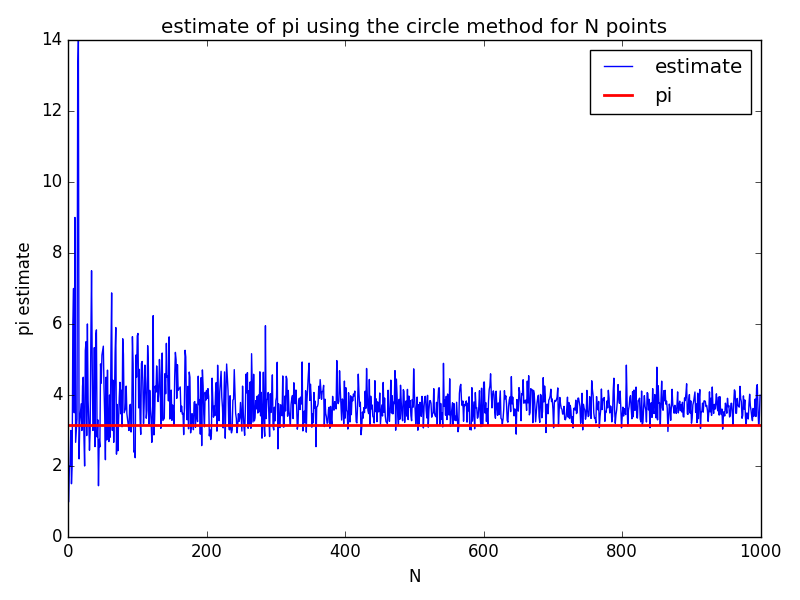 estimate of pi using the circle method for N points
14
12
10
8
6
4
2
0
pi estimate
estimate
pi
0 200 400 600 800 1000
N